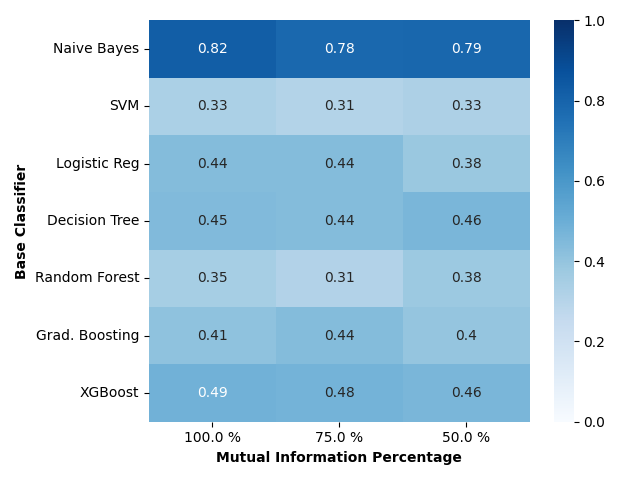 Naive Bayes 0.82 0.78 0.79
SVM 0.33 0.31 0.33
Logistic Reg 0.44 0.44 0.38
Decision Tree 0.45 0.44 0.46
Random Forest 0.35 0.31 0.38
Grad. Boosting 0.41 0.44 0.4
XGBoost 0.49 0.48 0.46
100.0 % 75.0 % 50.0 %
Mutual Information Percentage
Base Classifier
1.0
0.8
0.6
0.4
0.2
0.0